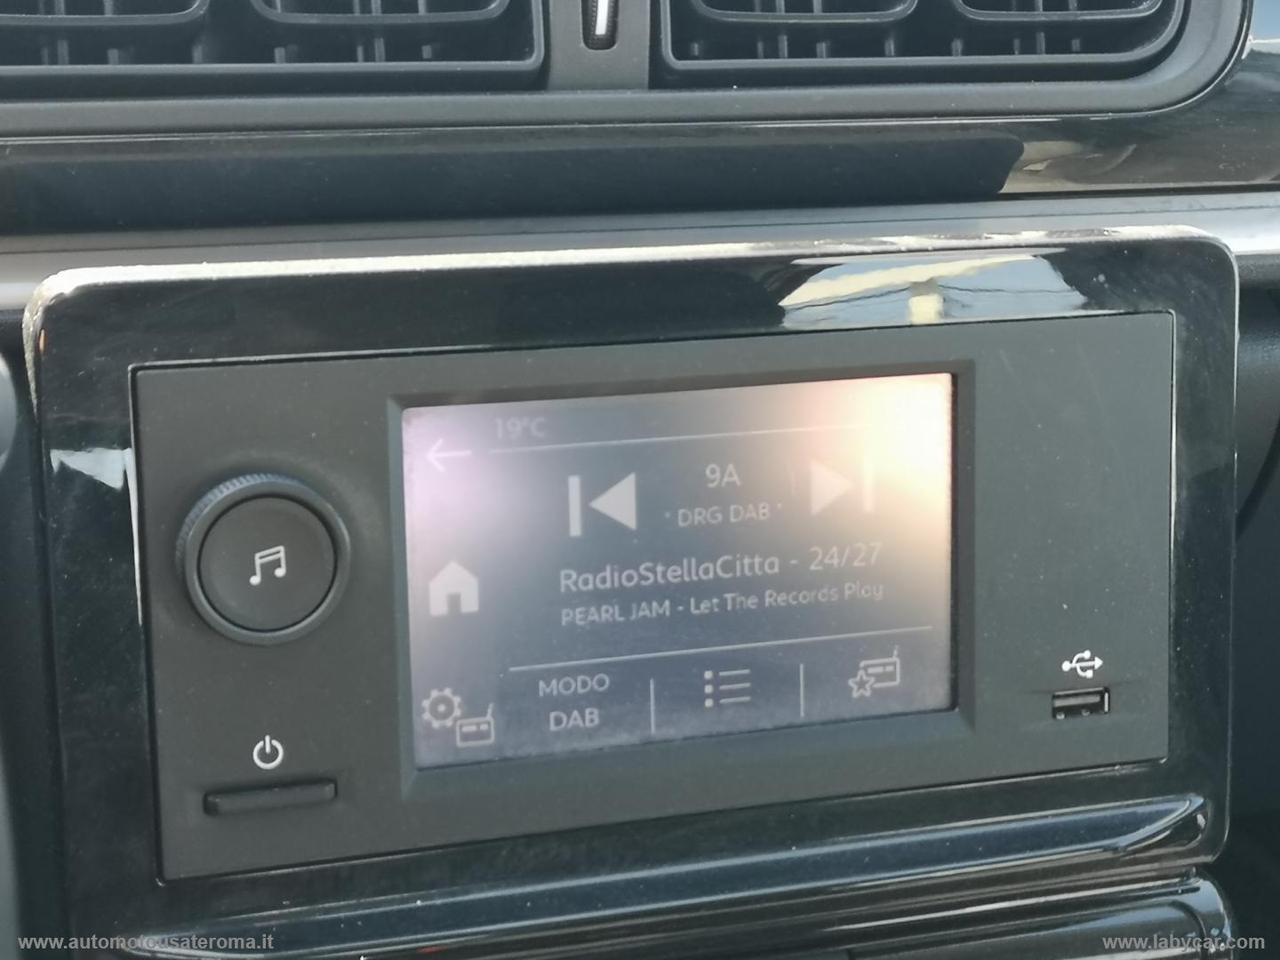 19°C
9A
DRG DAB
RadioStellaCitta - 24/27
PEARL JAM - Let The Records Play
MODO
DAB
www.automotousateroma.it
www.labycar.com